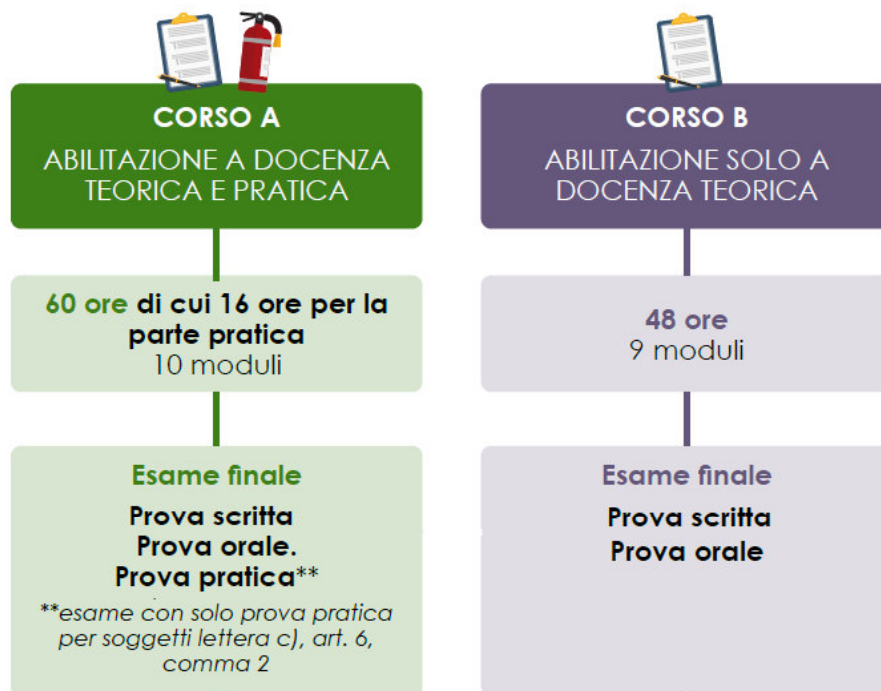 CORSO A
ABILITAZIONE A DOCENZA
TEORICA E PRATICA
60 ore di cui 16 ore per la
parte pratica
10 moduli
Esame finale
Prova scritta
Prova orale.
Prova pratica**
**esame con solo prova pratica
per soggetti lettera c), art. 6,
comma 2
CORSO B
ABILITAZIONE SOLO A
DOCENZA TEORICA
48 ore
9 moduli
Esame finale
Prova scritta
Prova orale